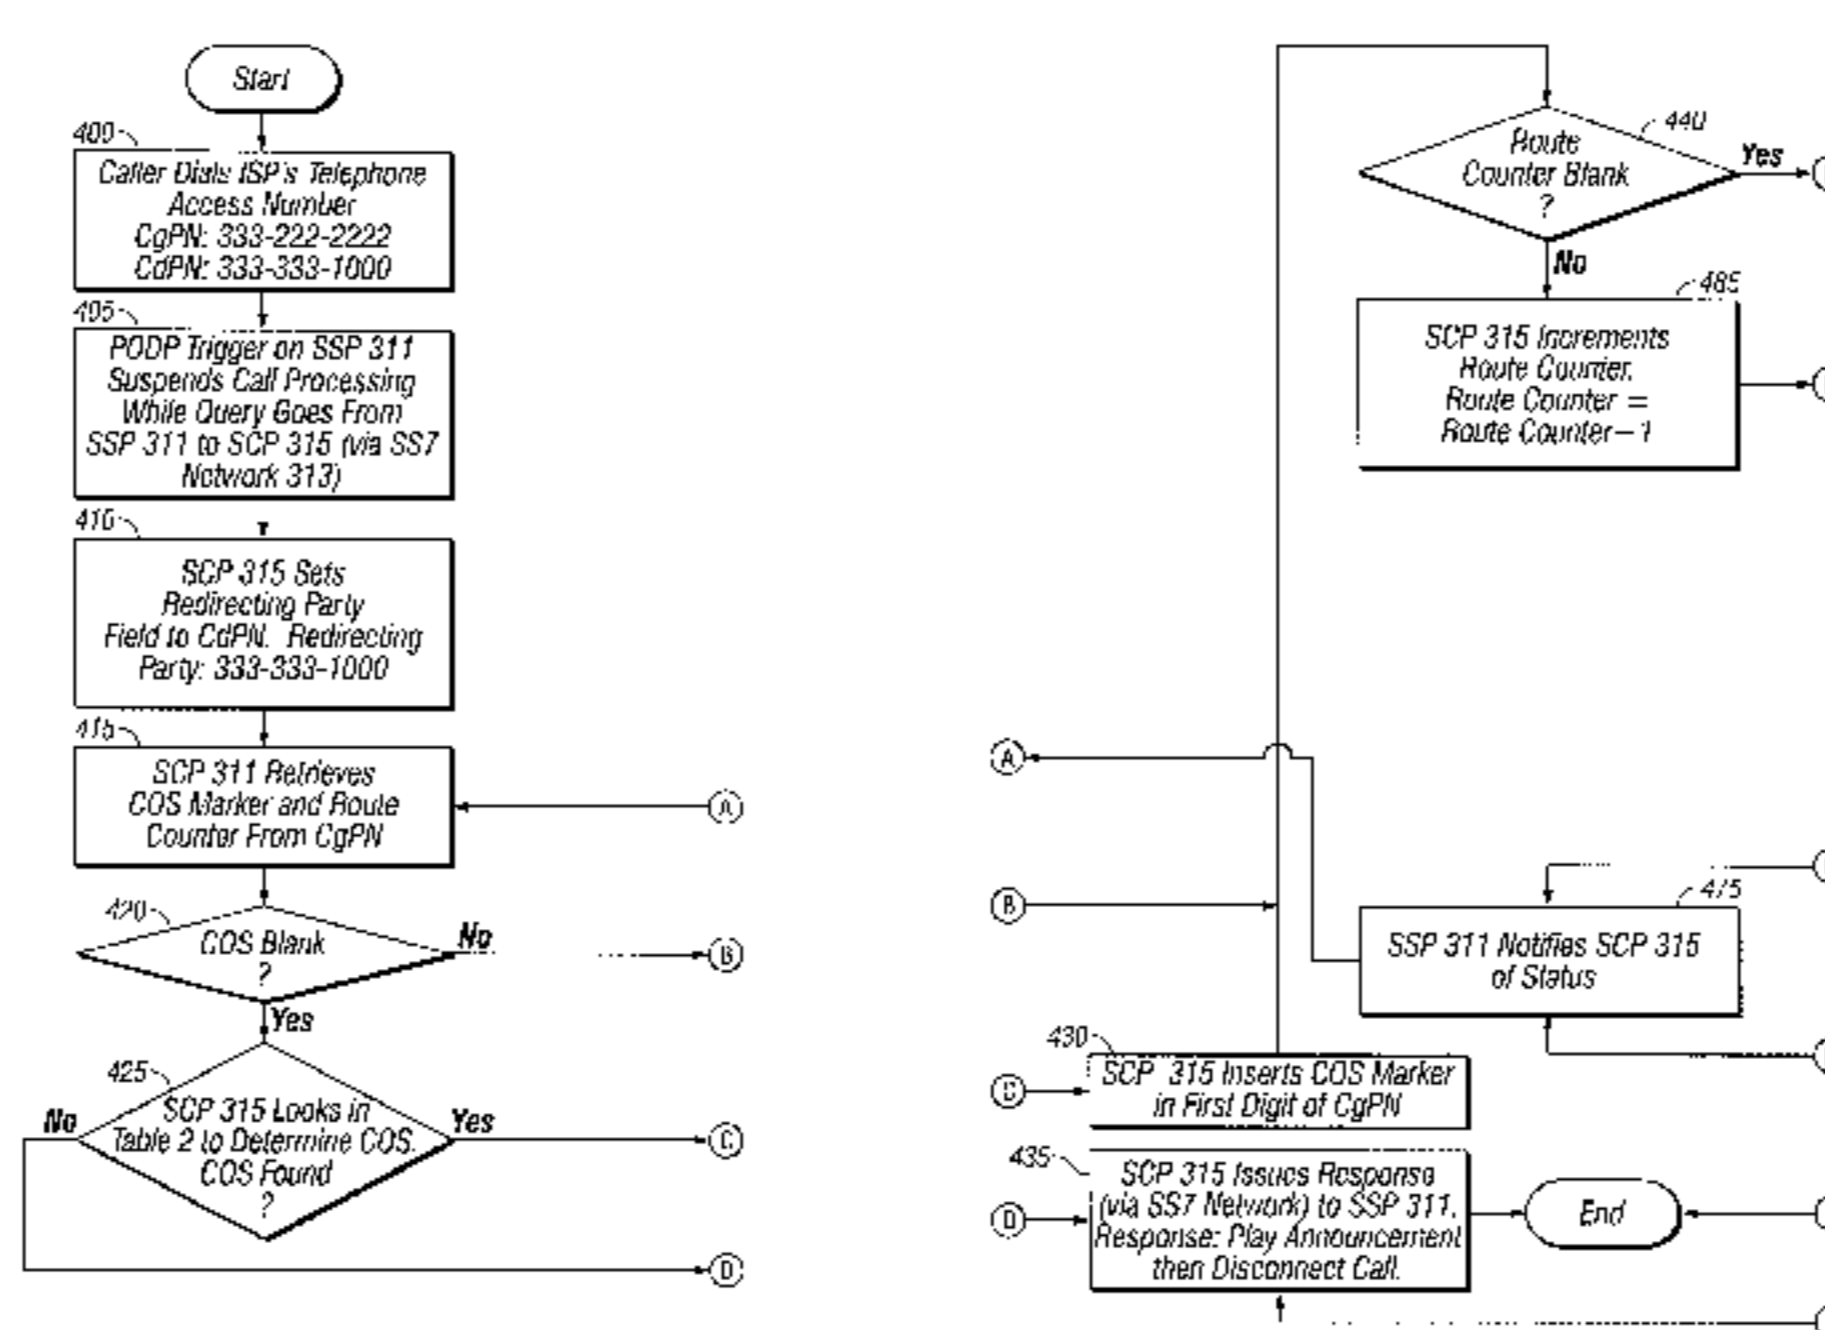 Start
400
Caller Dials ISP's Telephone
Access Number
CgPN: 333-222-2222
CdPN: 333-333-1000
405
PODP Trigger on SSP 311
Suspends Call Processing
While Query Goes From
SSP 311 to SCP 315 (via SS7
Network 313)
410
SCP 315 Sets
Redirecting Party
Field to CdPN. Redirecting
Party: 333-333-1000
415
SCP 311 Retrieves
COS Marker and Route
Counter From CgPN
A
420
COS Blank
?
No
B
Yes
425
SCP 315 Looks in
Table 2 to Determine COS.
COS Found
?
No
Yes
C
D
440
Route
Counter Blank
?
Yes
No
485
SCP 315 Increments
Route Counter.
Route Counter =
Route Counter–1
A
B
475
SSP 311 Notifies SCP 315
of Status
430
C
SCP 315 Inserts COS Marker
in First Digit of CgPN
435
D
SCP 315 Issues Response
(via SS7 Network) to SSP 311.
Response: Play Announcement
then Disconnect Call.
End